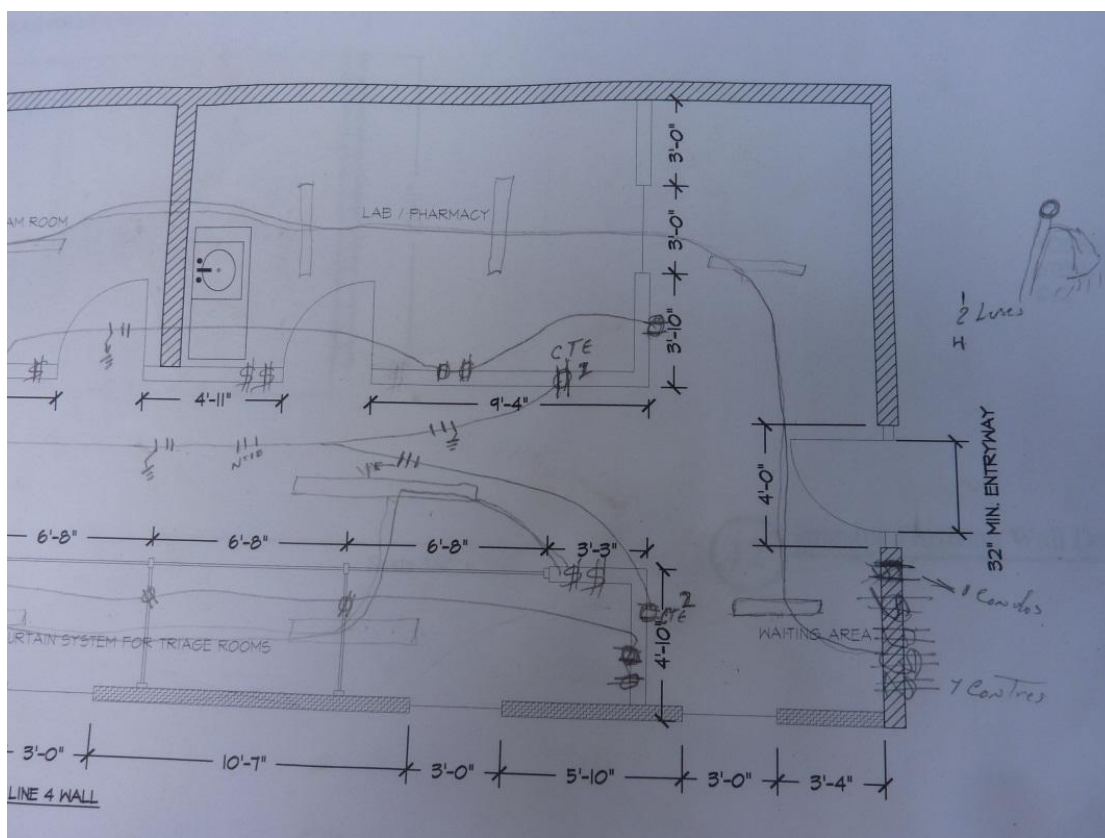 3'-0"
AM ROOM
LAB / PHARMACY
3'-0"
3'-10"
CTE
2
4'-11"
9'-4"
4'-0"
32" MIN. ENTRYWAY
6'-8"
6'-8"
6'-8"
3'-3"
CTE 2
4'-10"
URTAIN SYSTEM FOR TRIAGE ROOMS
WAITING AREA
3'-0"
10'-7"
3'-0"
5'-10"
3'-0"
3'-4"
LINE 4 WALL